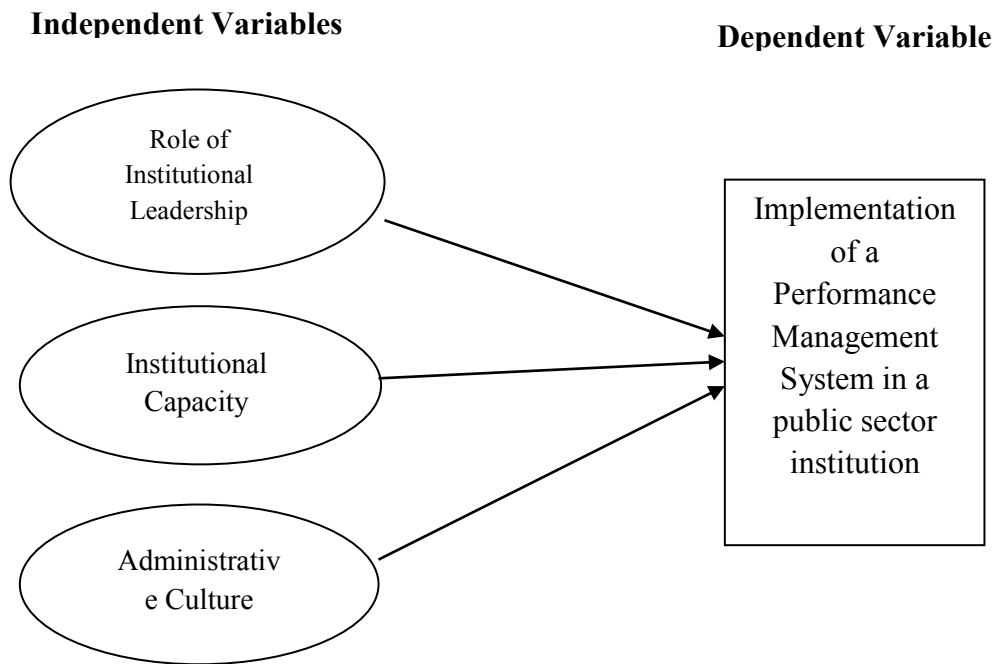 Independent Variables
Dependent Variable
Role of
Institutional
Leadership
Institutional
Capacity
Administrativ
e Culture
Implementation
of a
Performance
Management
System in a
public sector
institution